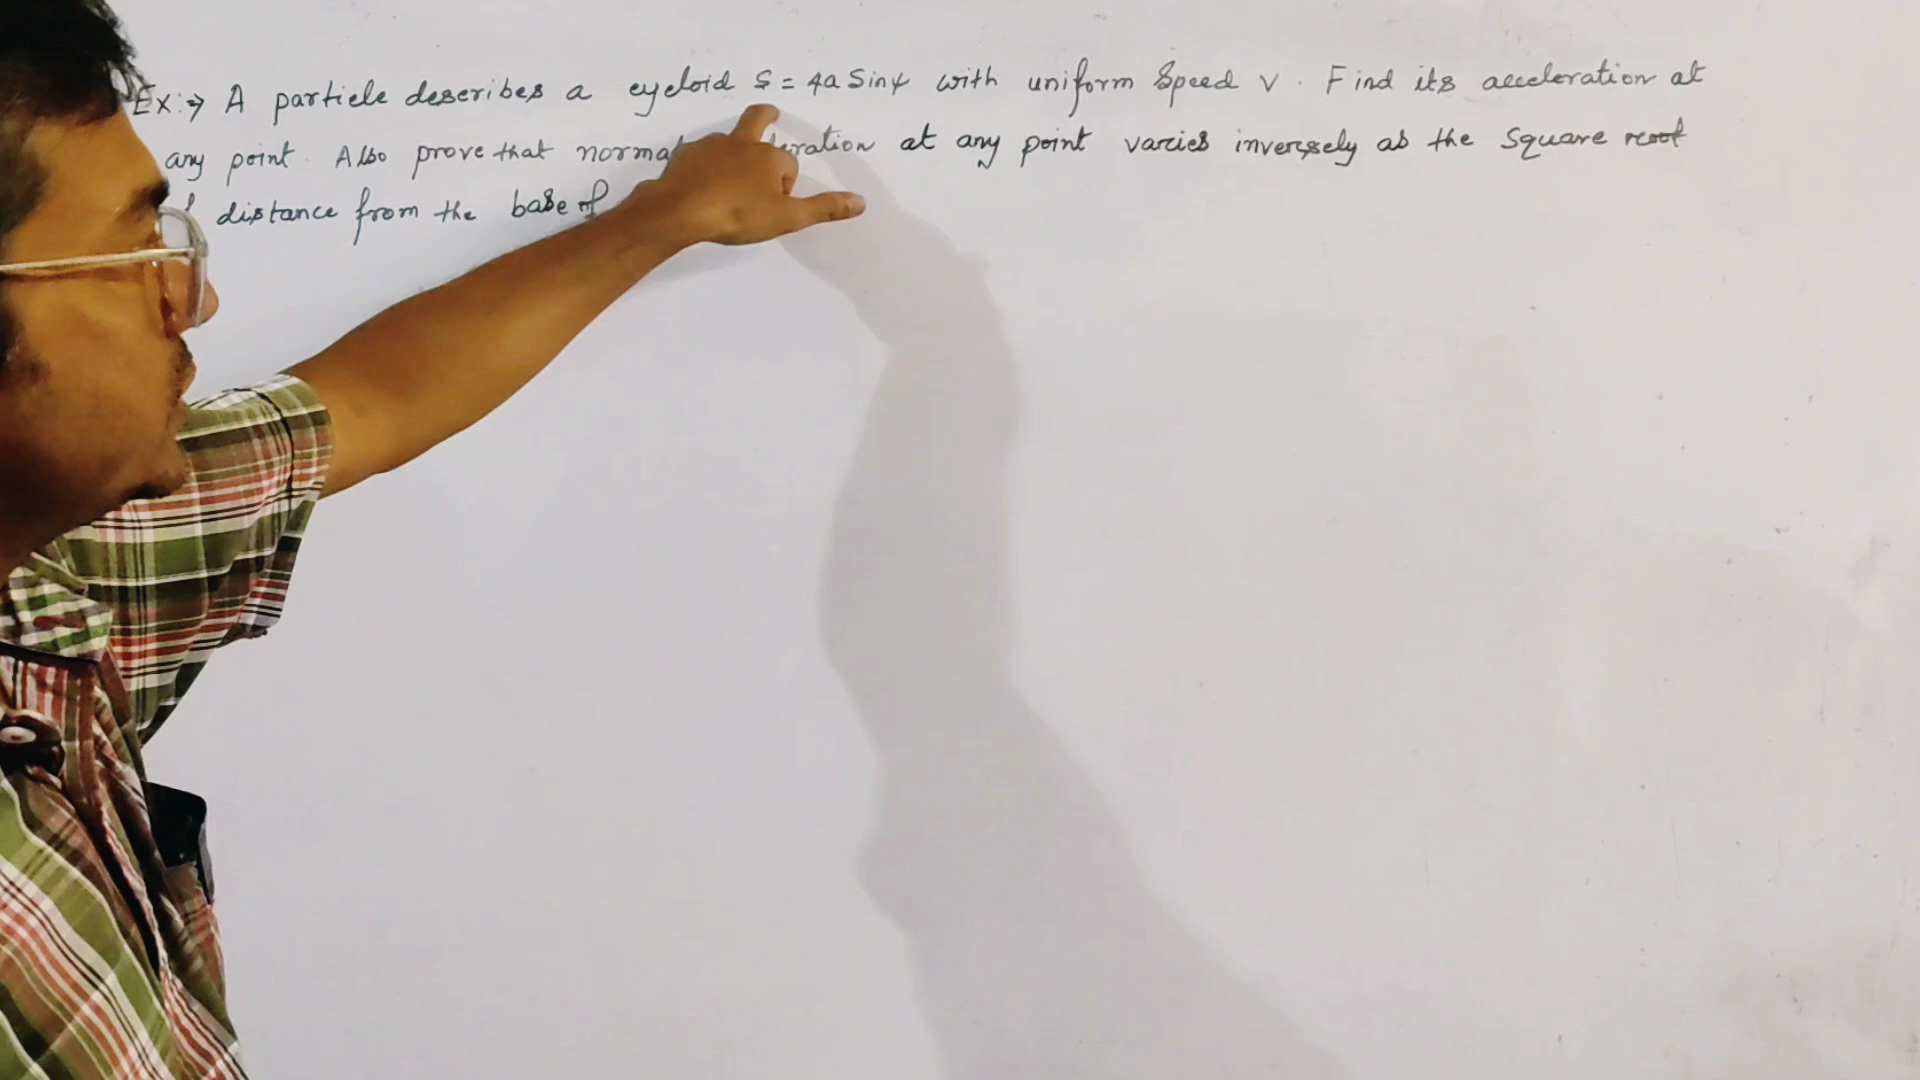 Ex:→ A particle describes a cycloid S = 4a Sinψ with uniform Speed v. Find its acceleration at
any point. Also prove that normal at any point varies inversely as the square root
distance from the base of